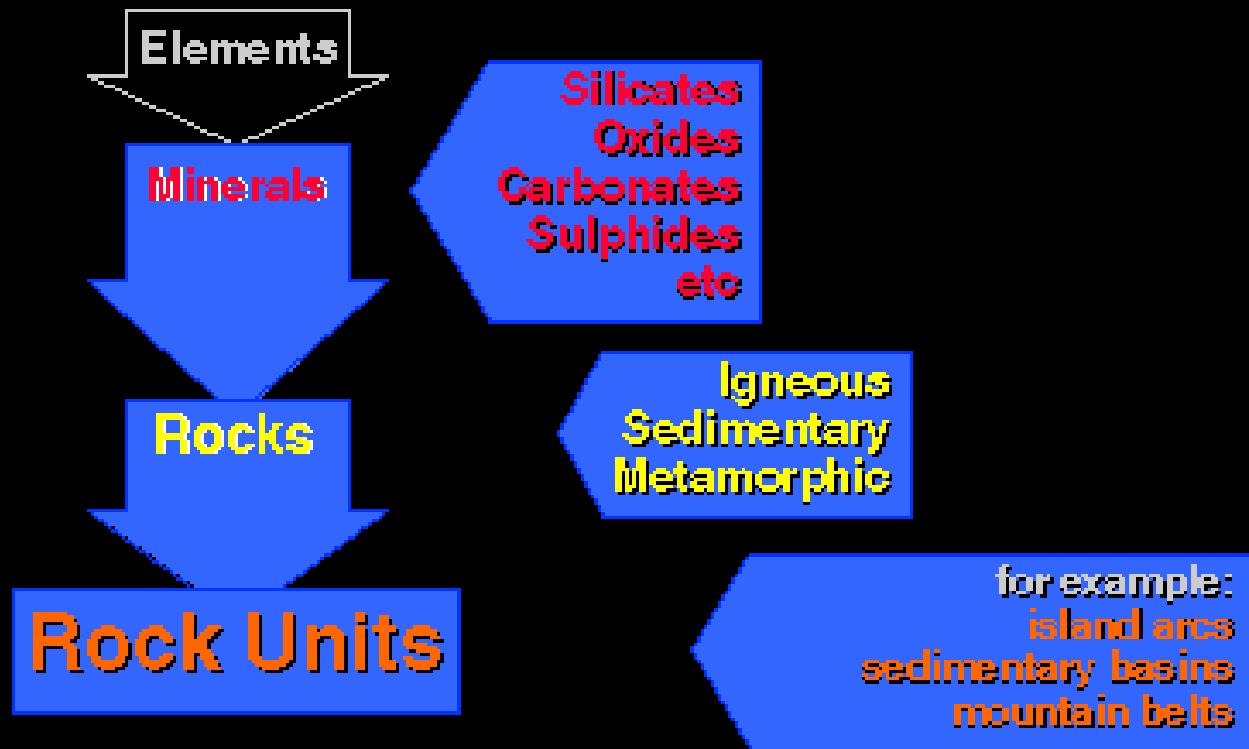 Elements
Minerals
Silicates
Oxides
Carbonates
Sulphides
etc
Rocks
Igneous
Sedimentary
Metamorphic
Rock Units
for example:
island arcs
sedimentary basins
mountain belts